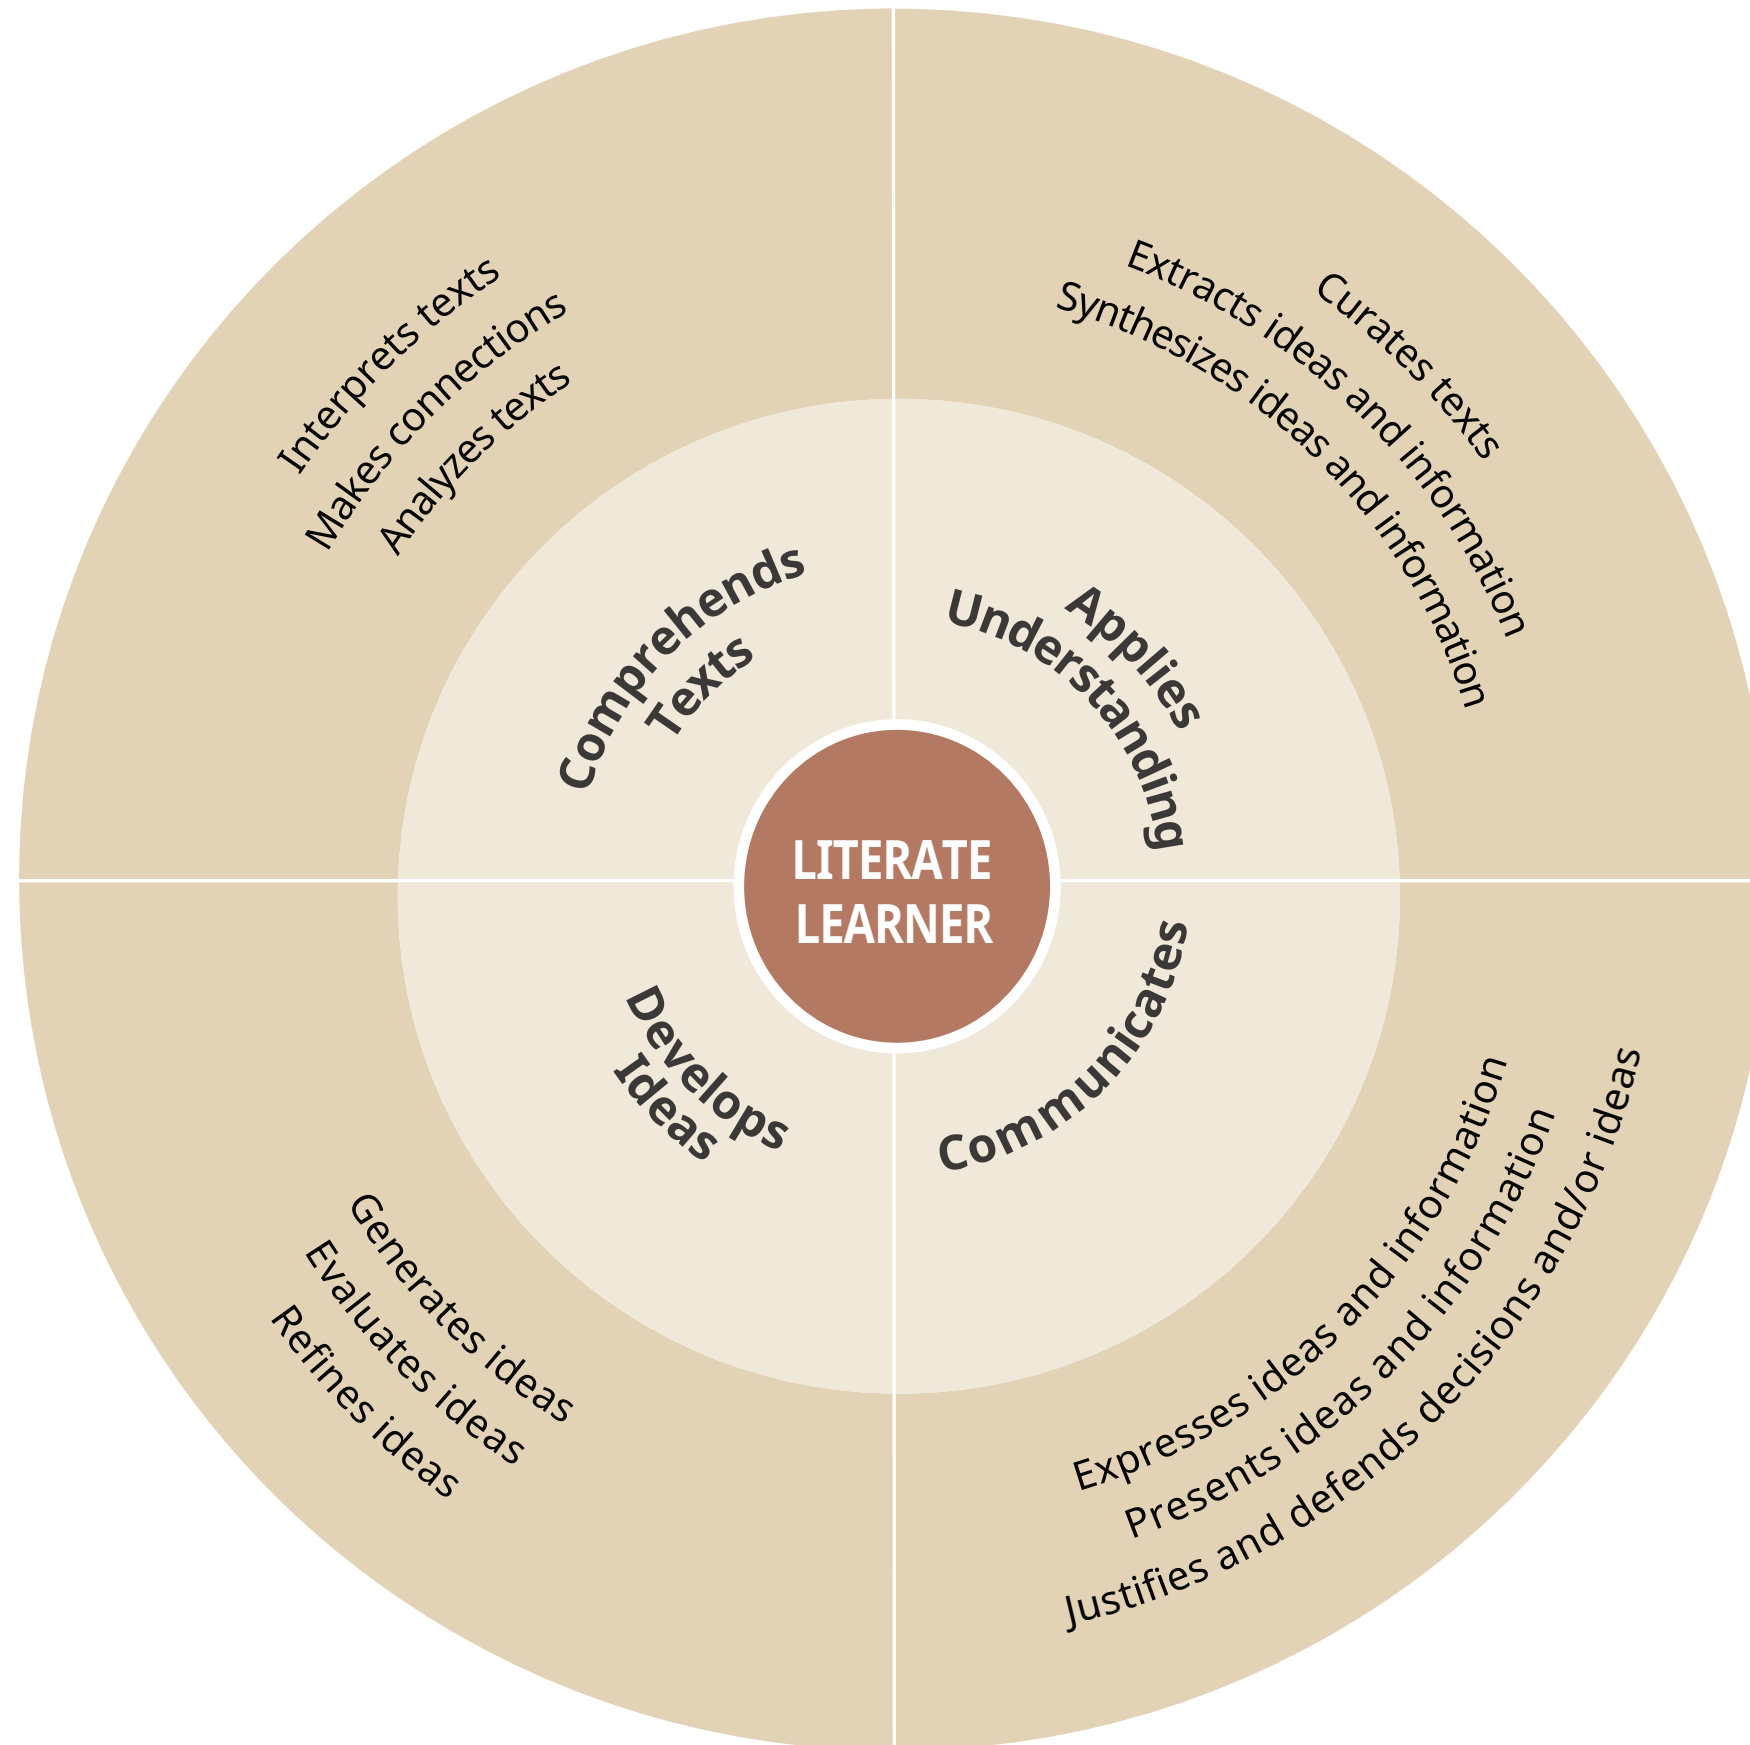 LITERATE
LEARNER
Comprehends
Texts
Interprets texts
Makes connections
Analyzes texts
Applies
Understanding
Curates texts
Extracts ideas and information
Synthesizes ideas and information
Communicates
Expresses ideas and information
Presents ideas and information
Justifies and defends decisions and/or ideas
Develops
Ideas
Generates ideas
Evaluates ideas
Refines ideas